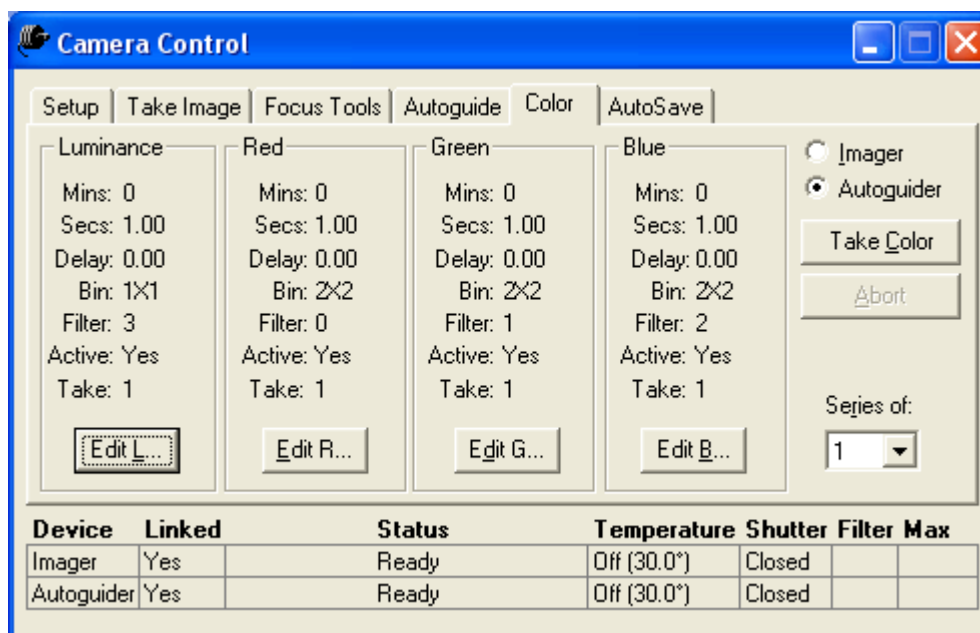 Camera Control
Setup Take Image Focus Tools Autoguide Color AutoSave
Luminance Red Green Blue
Imager
Mins: 0 Mins: 0 Mins: 0 Mins: 0
Autoguider
Secs: 1.00 Secs: 1.00 Secs: 1.00 Secs: 1.00
Take Color
Delay: 0.00 Delay: 0.00 Delay: 0.00 Delay: 0.00
Bin: 1X1 Bin: 2X2 Bin: 2X2 Bin: 2X2
Abort
Filter: 3 Filter: 0 Filter: 1 Filter: 2
Active: Yes Active: Yes Active: Yes Active: Yes
Take: 1 Take: 1 Take: 1 Take: 1
Series of:
Edit L... Edit R... Edit G... Edit B... 1
Device Linked Status Temperature Shutter Filter Max
Imager Yes Ready Off (30.0°) Closed
Autoguider Yes Ready Off (30.0°) Closed